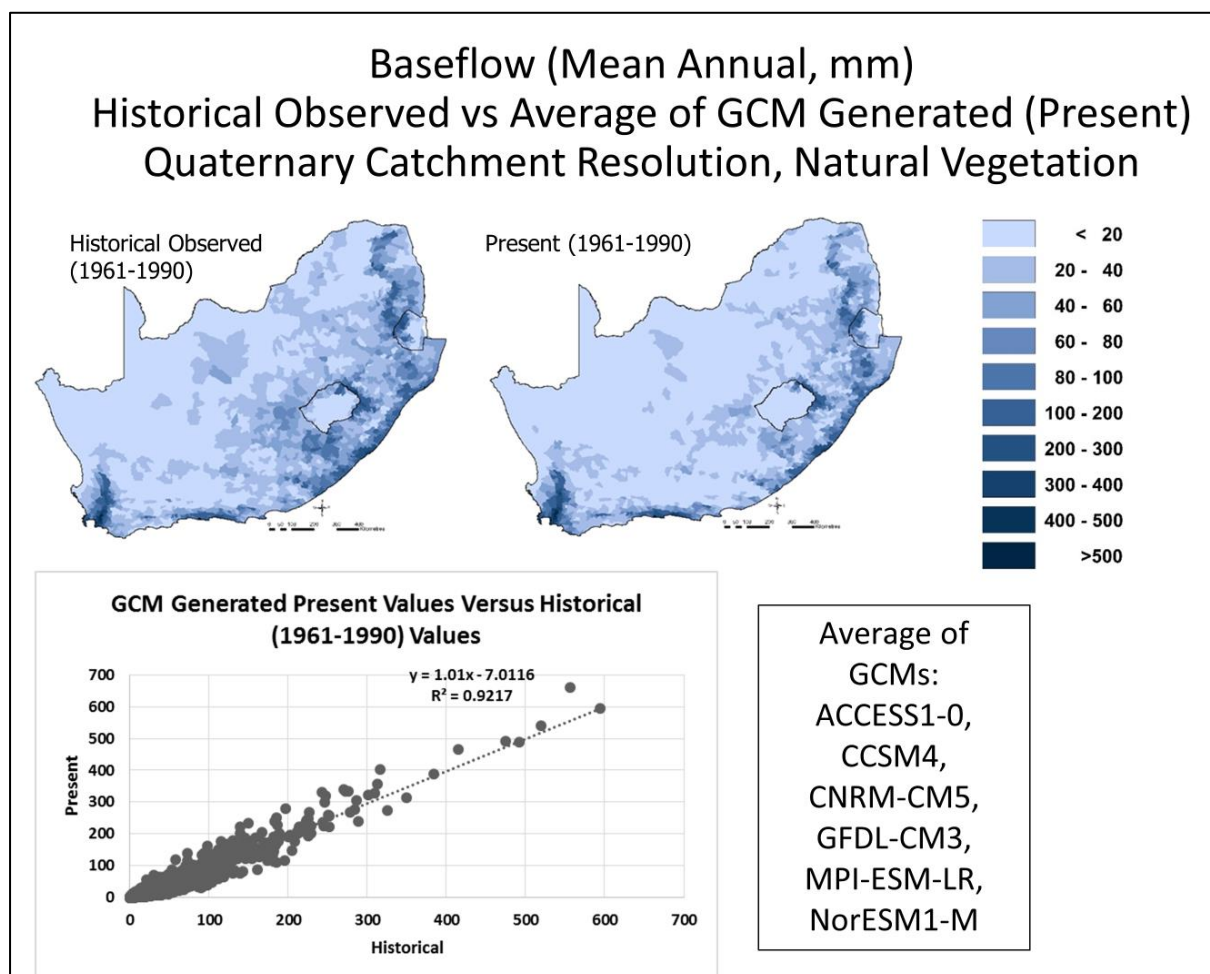 Baseflow (Mean Annual, mm)
Historical Observed vs Average of GCM Generated (Present)
Quaternary Catchment Resolution, Natural Vegetation
Historical Observed
(1961-1990)
Present (1961-1990)
< 20
20 - 40
40 - 60
60 - 80
80 - 100
100 - 200
200 - 300
300 - 400
400 - 500
>500
GCM Generated Present Values Versus Historical
(1961-1990) Values
y = 1.01x - 7.0116
R² = 0.9217
700
600
500
400
300
200
100
0
Present
0 100 200 300 400 500 600 700
Historical
Average of
GCMs:
ACCESS1-0,
CCSM4,
CNRM-CM5,
GFDL-CM3,
MPI-ESM-LR,
NorESM1-M